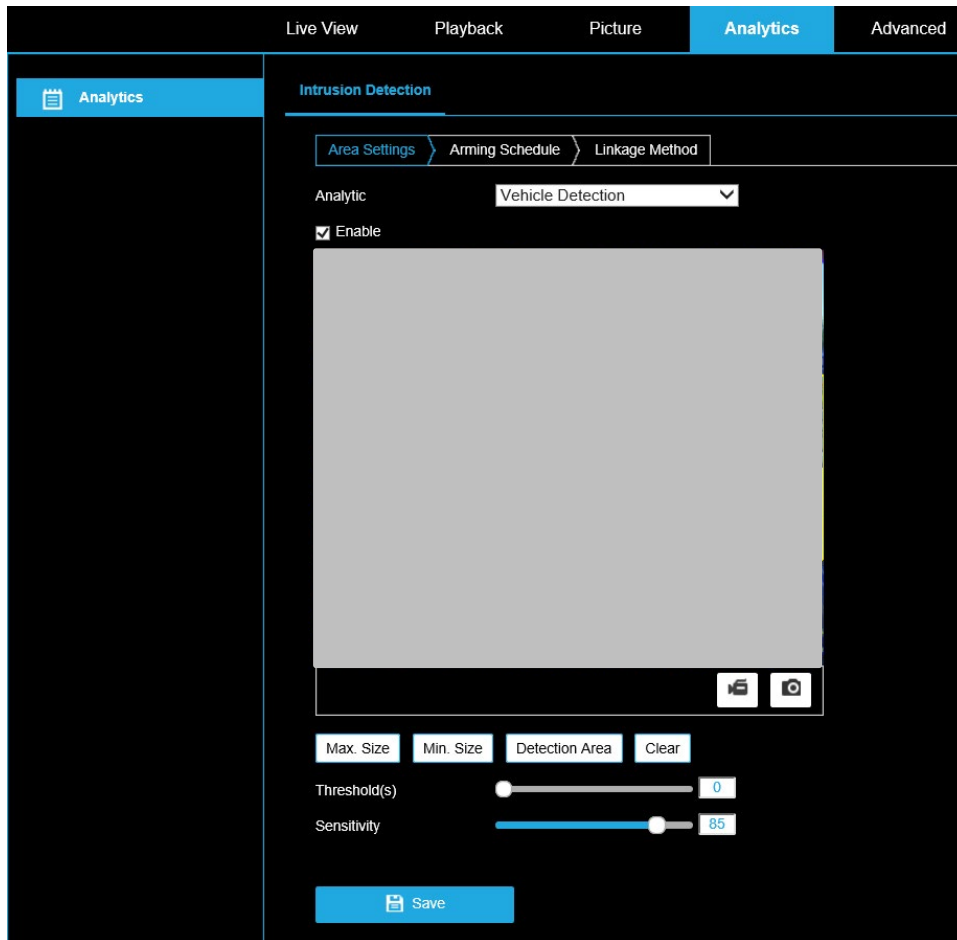 Live View Playback Picture Analytics Advanced
Analytics
Intrusion Detection
Area Settings Arming Schedule Linkage Method
Analytic Vehicle Detection
Enable
Max. Size Min. Size Detection Area Clear
Threshold(s) 0
Sensitivity 85
Save